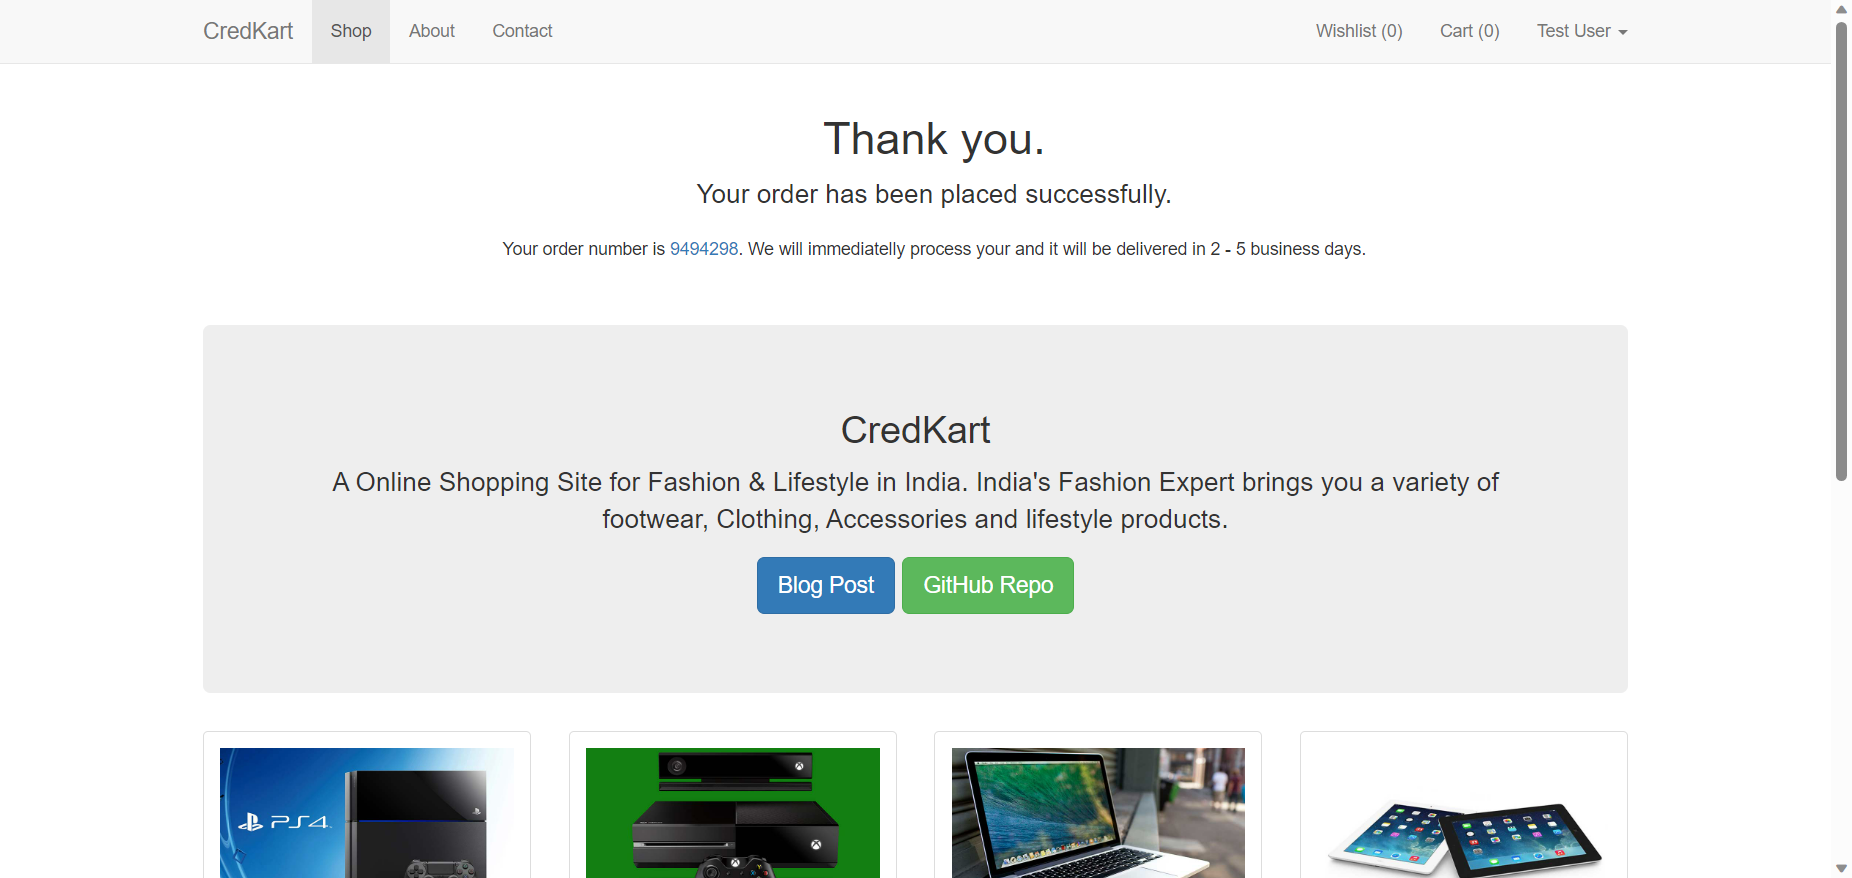 CredKart Shop About Contact Wishlist (0) Cart (0) Test User
Thank you.
Your order has been placed successfully.
Your order number is 9494298. We will immediatelly process your and it will be delivered in 2 - 5 business days.
CredKart
A Online Shopping Site for Fashion & Lifestyle in India. India's Fashion Expert brings you a variety of
footwear, Clothing, Accessories and lifestyle products.
Blog Post GitHub Repo
PS4